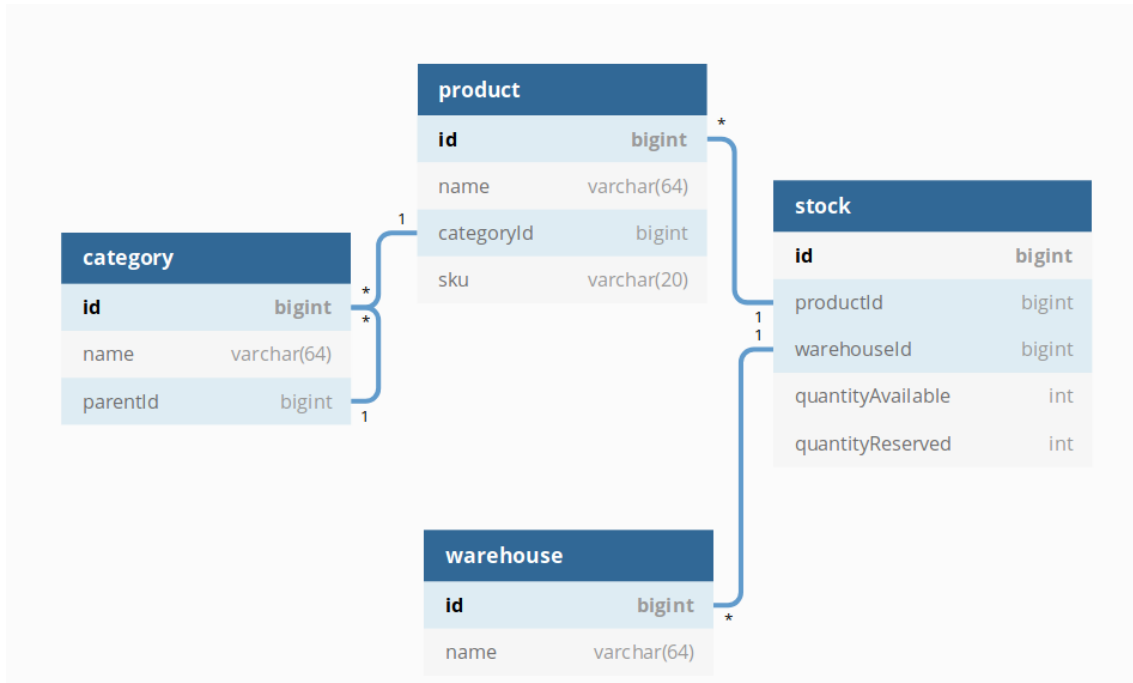 product
id bigint
name varchar(64)
categoryId bigint
sku varchar(20)
*
1
category
id bigint
name varchar(64)
parentId bigint
*
*
1
stock
id bigint
productId bigint
warehouseId bigint
quantityAvailable int
quantityReserved int
1
1
warehouse
id bigint
name varchar(64)
*